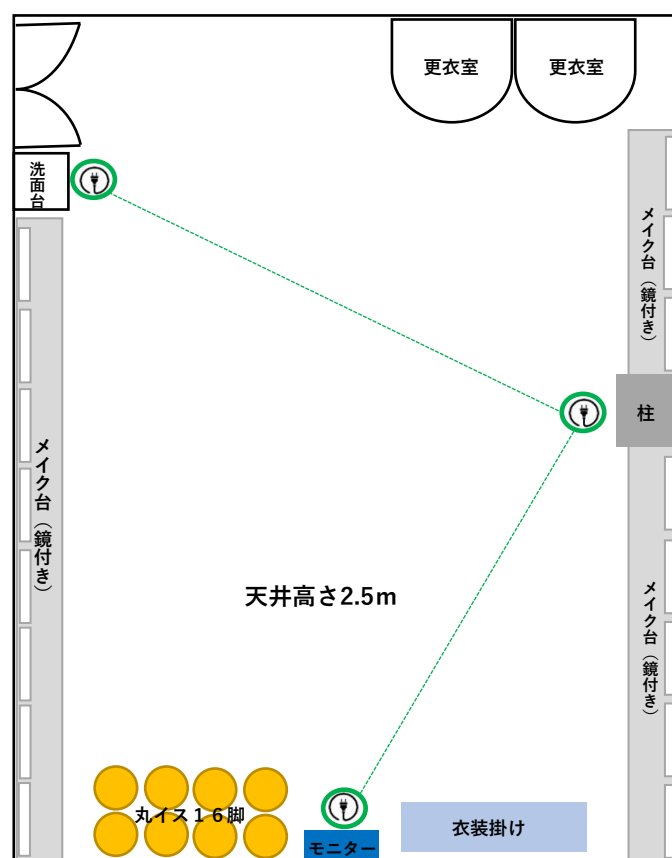 更衣室
更衣室
洗面台
メイク台（鏡付き）
柱
メイク台（鏡付き）
天井高さ2.5m
メイク台（鏡付き）
丸イス１６脚
モニター
衣装掛け